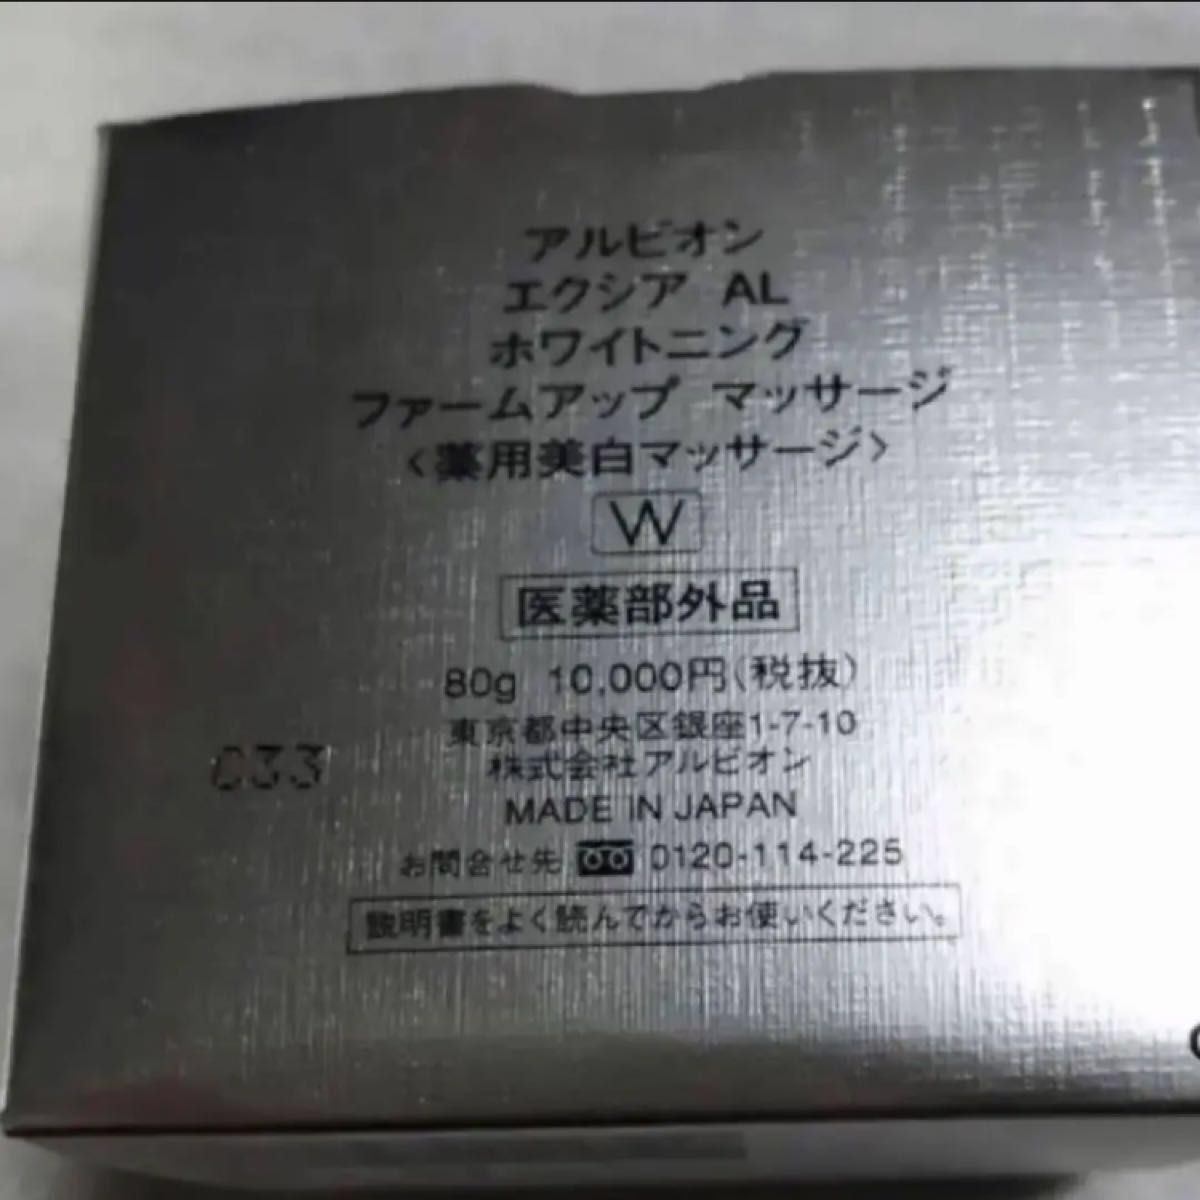 アルビオン
エクシア AL
ホワイトニング
ファームアップ マッサージ
〈薬用美白マッサージ〉
W
医薬部外品
80g 10,000円(税抜)
東京都中央区銀座1-7-10
株式会社アルビオン
C33
MADE IN JAPAN
お問合せ先 0120-114-225
説明書をよく読んでからお使いください。